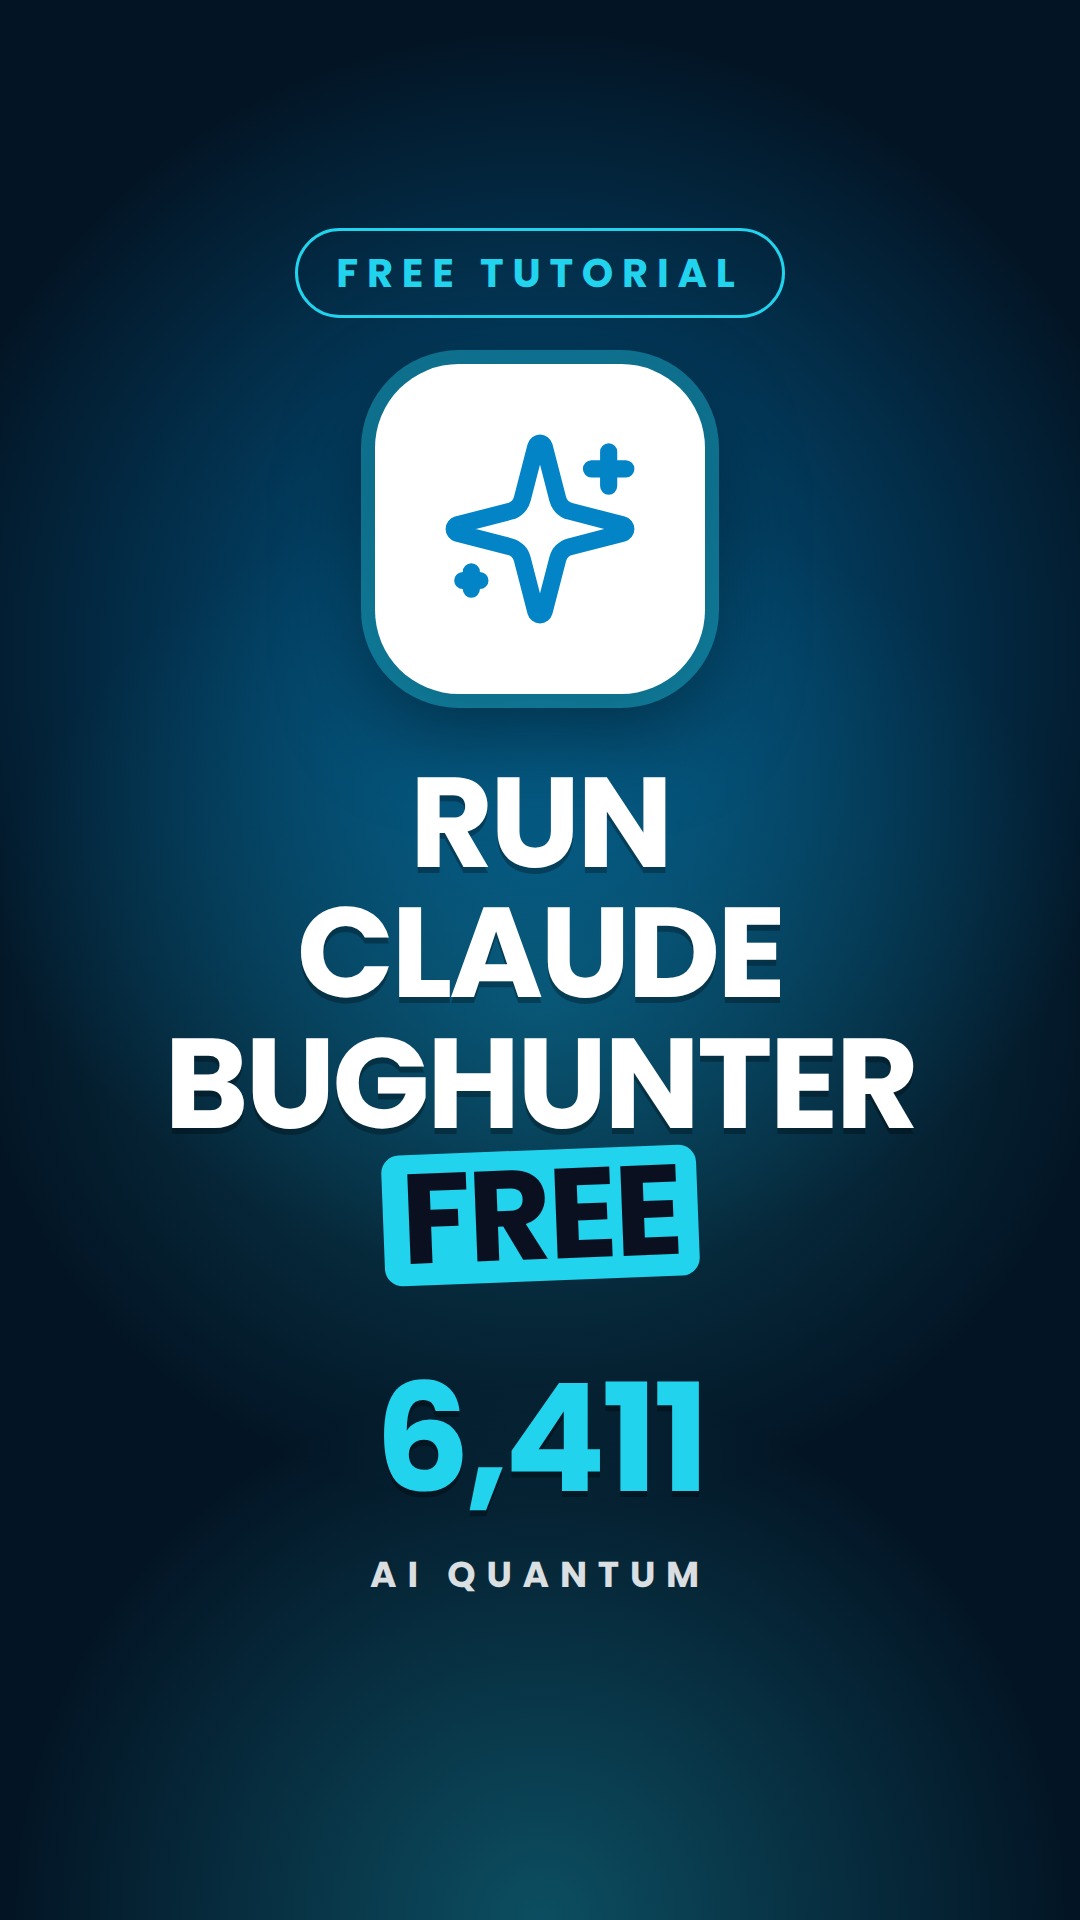 FREE TUTORIAL
RUN
CLAUDE
BUGHUNTER
FREE
6,411
AI QUANTUM